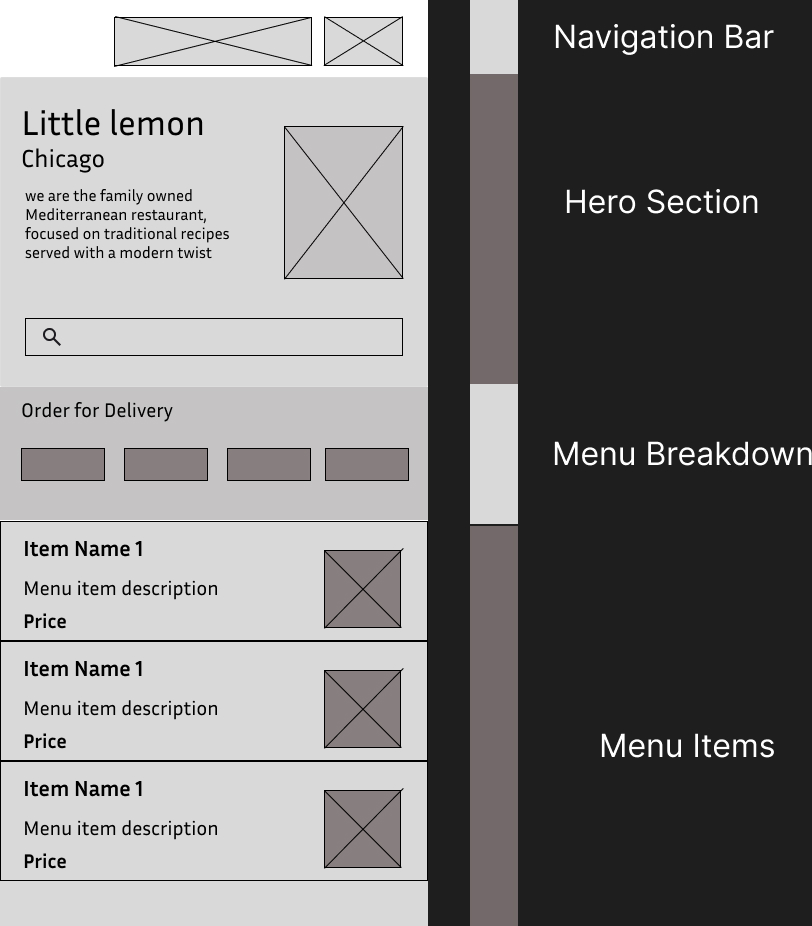 Little lemon
Chicago
we are the family owned
Mediterranean restaurant,
focused on traditional recipes
served with a modern twist
Order for Delivery
Item Name 1
Menu item description
Price
Item Name 1
Menu item description
Price
Item Name 1
Menu item description
Price
Navigation Bar
Hero Section
Menu Breakdown
Menu Items